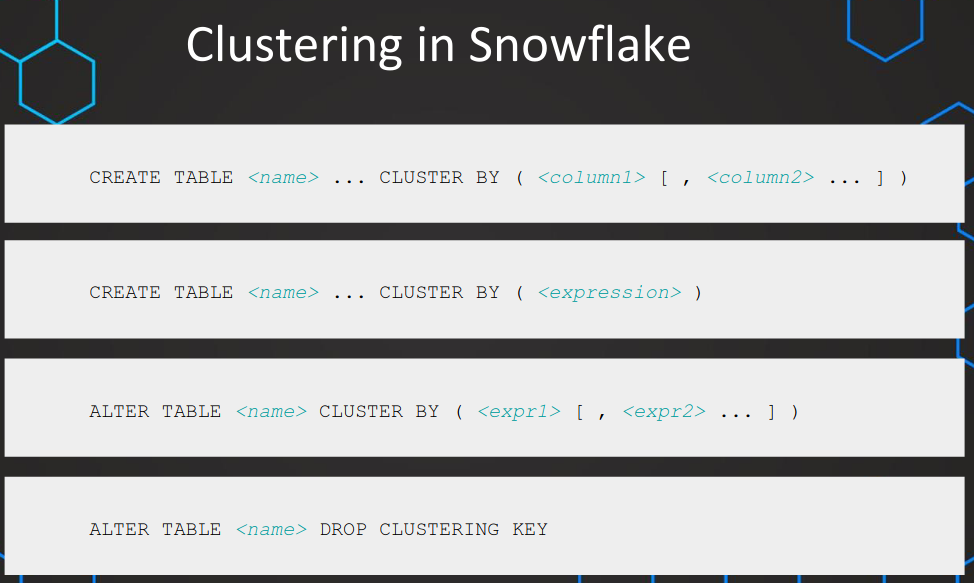 Clustering in Snowflake
CREATE TABLE <name> ... CLUSTER BY ( <column1> [ , <column2> ... ] )
CREATE TABLE <name> ... CLUSTER BY ( <expression> )
ALTER TABLE <name> CLUSTER BY ( <expr1> [ , <expr2> ... ] )
ALTER TABLE <name> DROP CLUSTERING KEY